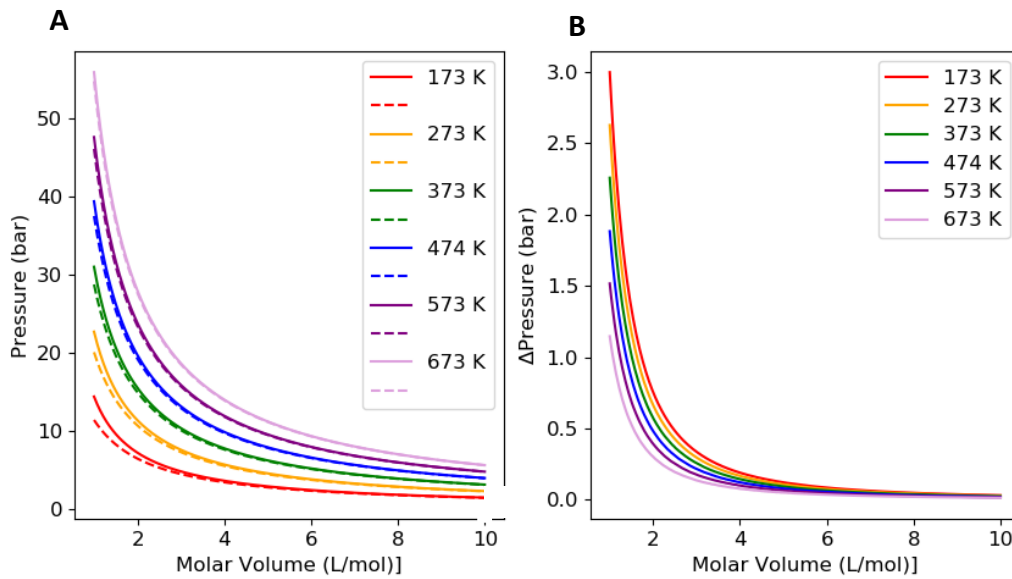 A
B
173 K
273 K
373 K
474 K
573 K
673 K
50
40
30
20
10
0
Pressure (bar)
2
4
6
8
10
Molar Volume (L/mol)]
173 K
273 K
373 K
474 K
573 K
673 K
3.0
2.5
2.0
1.5
1.0
0.5
0.0
ΔPressure (bar)
2
4
6
8
10
Molar Volume (L/mol)]